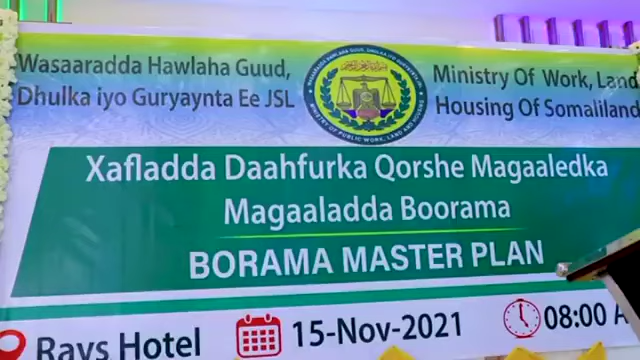 Wasaaradda Hawlaha Guud,
Dhulka iyo Guryaynta Ee JSL
Ministry Of Work, Land
Housing Of Somaliland
Xafladda Daahfurka Qorshe Magaaledka
Magaaladda Boorama
BORAMA MASTER PLAN
Rays Hotel
15-Nov-2021
08:00 A